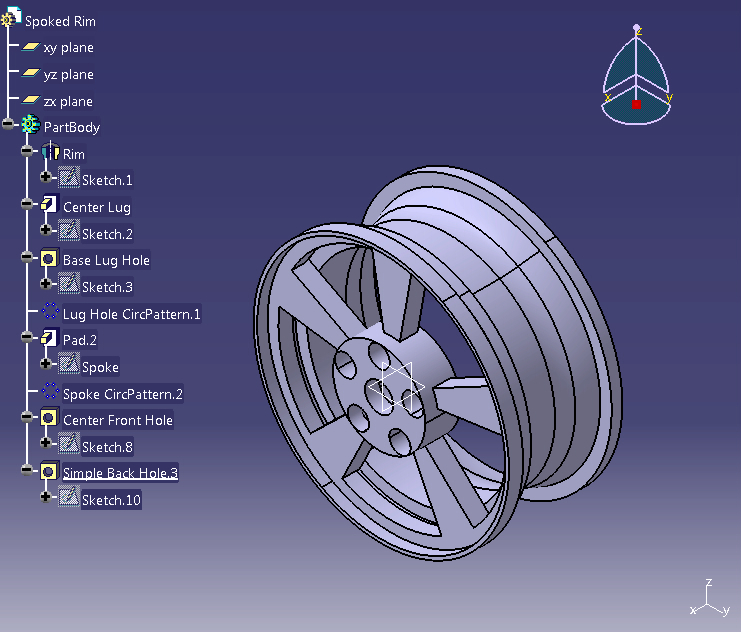 Spoked Rim
xy plane
yz plane
zx plane
PartBody
Rim
Sketch.1
Center Lug
Sketch.2
Base Lug Hole
Sketch.3
Lug Hole CircPattern.1
Pad.2
Spoke
Spoke CircPattern.2
Center Front Hole
Sketch.8
Simple Back Hole.3
Sketch.10
z
x y
z
x y